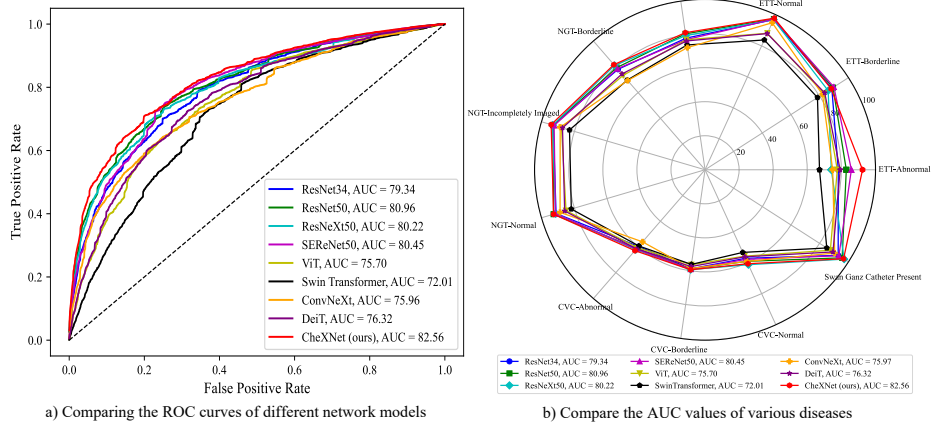 1.0
0.8
0.6
0.4
0.2
0.0
True Positive Rate
0.0
0.2
0.4
0.6
0.8
1.0
False Positive Rate
ResNet34, AUC = 79.34
ResNet50, AUC = 80.96
ResNeXt50, AUC = 80.22
SEReNet50, AUC = 80.45
ViT, AUC = 75.70
Swin Transformer, AUC = 72.01
ConvNeXt, AUC = 75.96
DeiT, AUC = 76.32
CheXNet (ours), AUC = 82.56
a) Comparing the ROC curves of different network models
ETT-Normal
NGT-Borderline
ETT-Borderline
NGT-Incompletely Imaged
100
80
60
40
20
ETT-Abnormal
NGT-Normal
Swan Ganz Catheter Present
CVC-Abnormal
CVC-Normal
CVC-Borderline
ResNet34, AUC = 79.34
ResNet50, AUC = 80.96
ResNeXt50, AUC = 80.22
SEReNet50, AUC = 80.45
ViT, AUC = 75.70
SwinTransformer, AUC = 72.01
ConvNeXt, AUC = 75.97
DeiT, AUC = 76.32
CheXNet (ours), AUC = 82.56
b) Compare the AUC values of various diseases